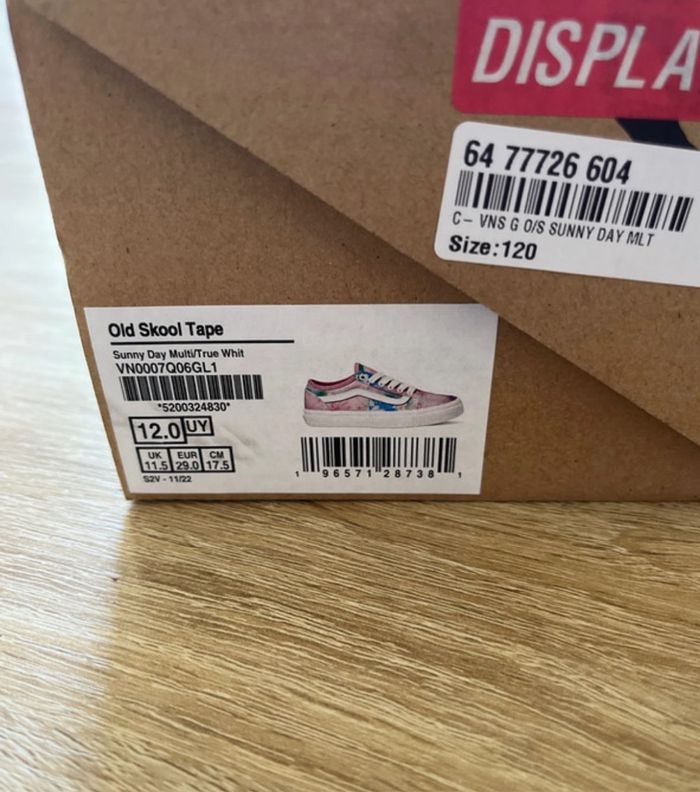 DISPLA
64 77726 604
C- VNS G O/S SUNNY DAY MLT
Size:120
Old Skool Tape
Sunny Day Multi/True Whit
VN0007Q06GL1
*5200324830*
12.0 UY
UK EUR CM
11.5 29.0 17.5
S2V - 11/22
1 96571 28738 1